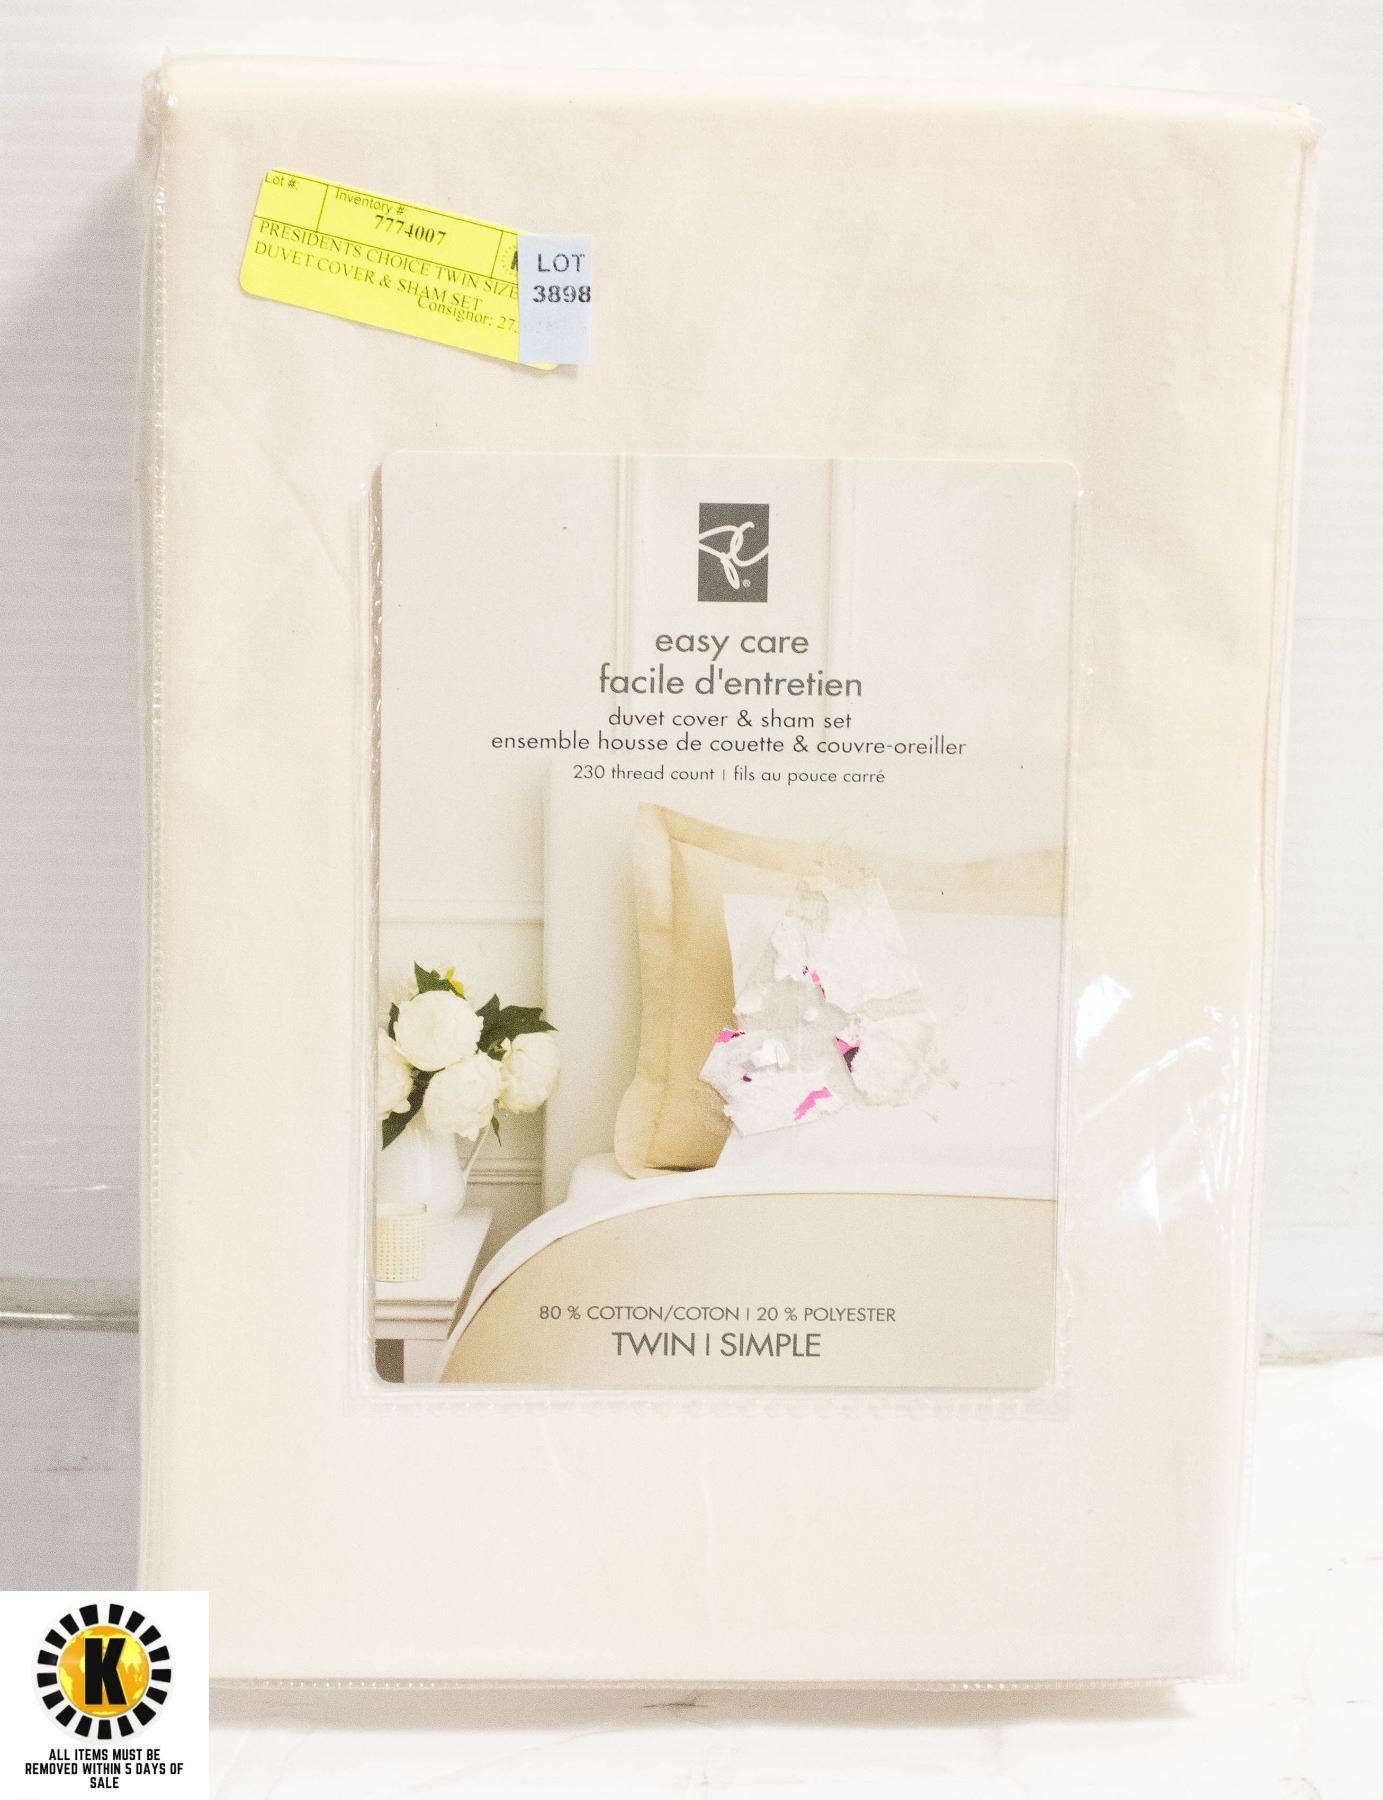 Lot #:
Inventory #
7774007
PRESIDENTS CHOICE TWIN SIZE
DUVET COVER & SHAM SET
Consignor:
LOT
3898
easy care
facile d'entretien
duvet cover & sham set
ensemble housse de couette & couvre-oreiller
230 thread count | fils au pouce carré
80 % COTTON/COTON | 20 % POLYESTER
TWIN | SIMPLE
K
ALL ITEMS MUST BE
REMOVED WITHIN 5 DAYS OF
SALE